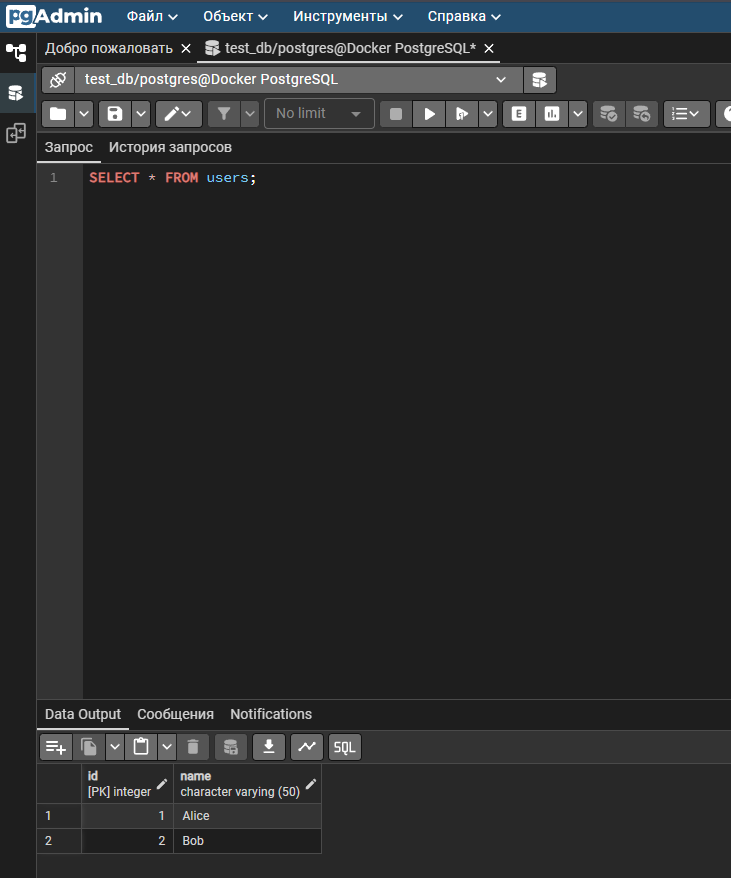 pgAdmin Файл Объект Инструменты Справка
Добро пожаловать test_db/postgres@Docker PostgreSQL*
test_db/postgres@Docker PostgreSQL
No limit E
Запрос История запросов
1 SELECT * FROM users;
Data Output Сообщения Notifications
SQL
id name
[PK] integer character varying (50)
1 1 Alice
2 2 Bob